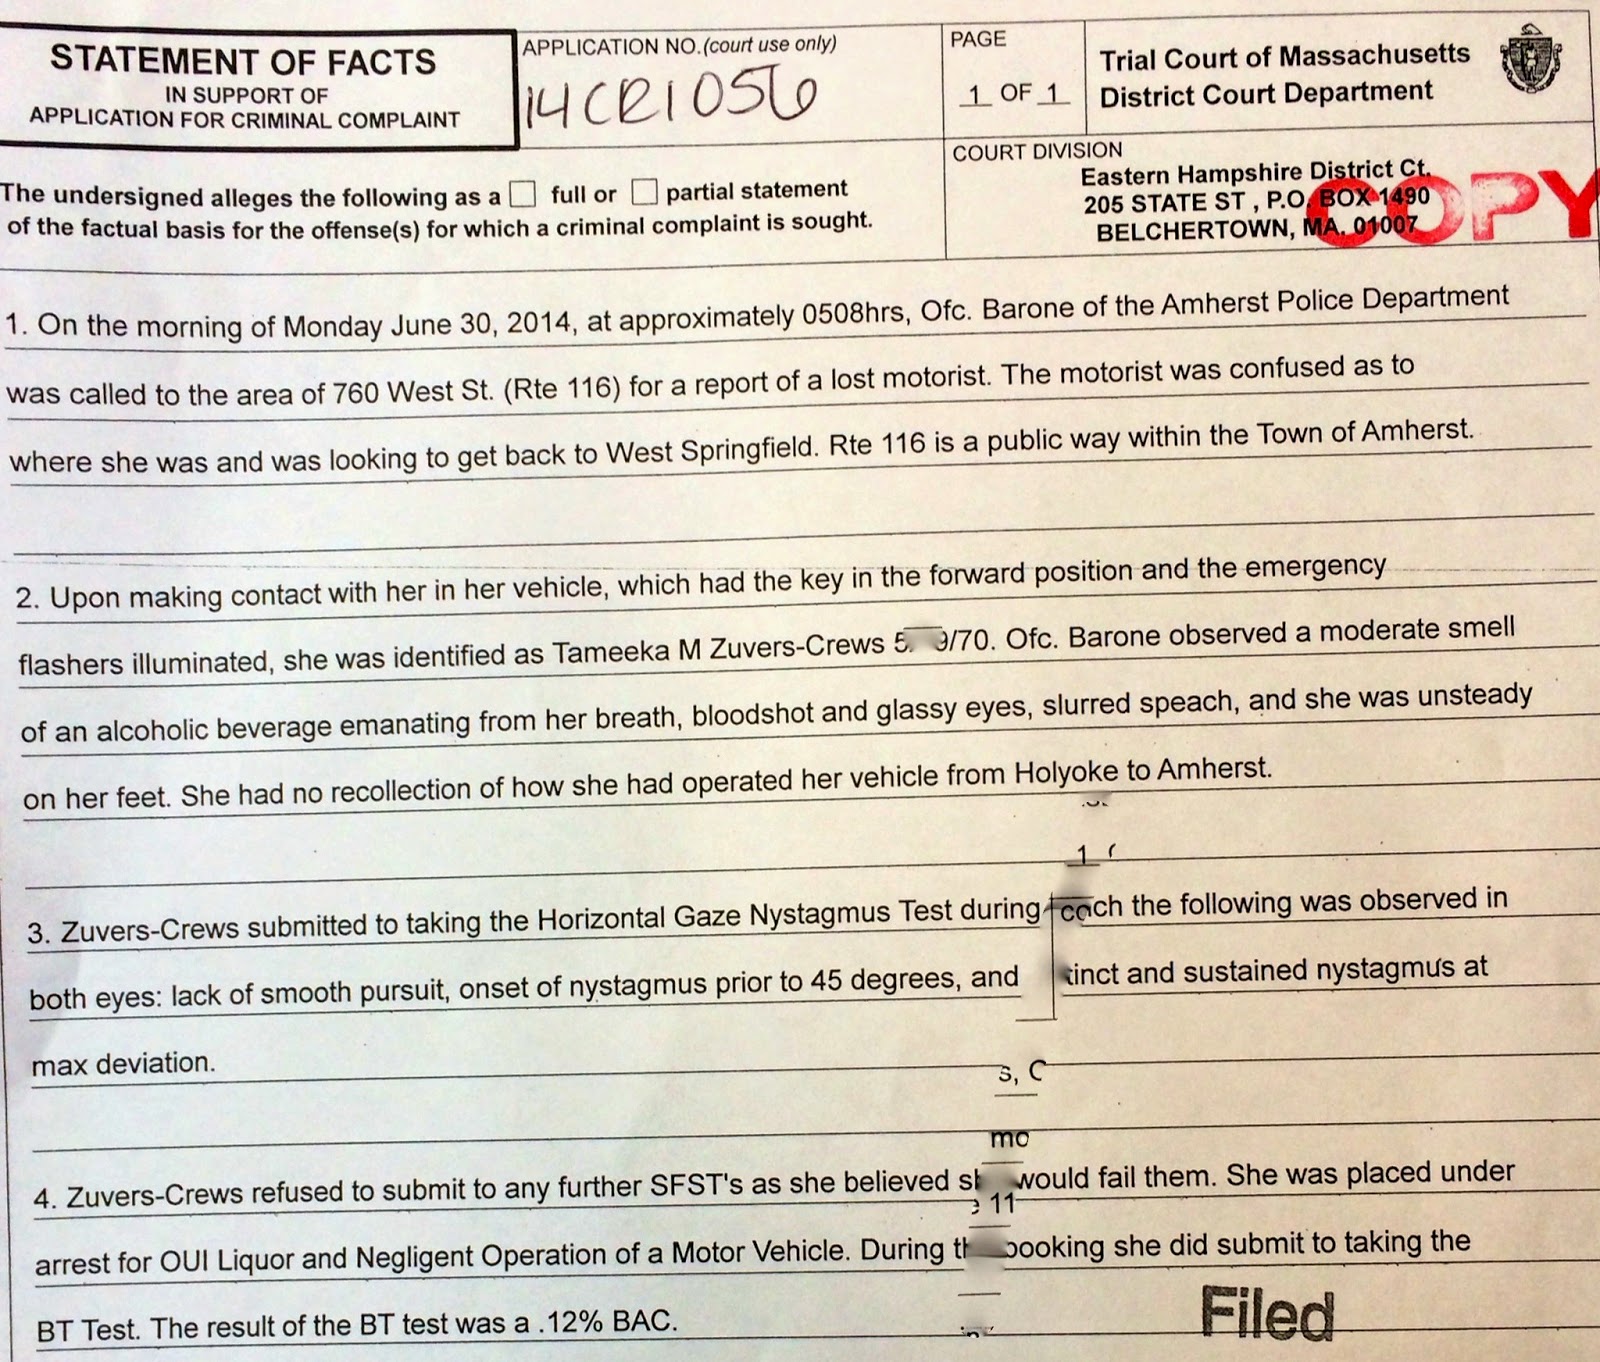 STATEMENT OF FACTS
IN SUPPORT OF
APPLICATION FOR CRIMINAL COMPLAINT
APPLICATION NO.(court use only)
14CR1056
PAGE
1 OF 1
Trial Court of Massachusetts
District Court Department
The undersigned alleges the following as a full or partial statement
of the factual basis for the offense(s) for which a criminal complaint is sought.
COURT DIVISION
Eastern Hampshire District Ct.
205 STATE ST , P.O. BOX 1490
BELCHERTOWN, MA. 01007
COPY
1. On the morning of Monday June 30, 2014, at approximately 0508hrs, Ofc. Barone of the Amherst Police Department
was called to the area of 760 West St. (Rte 116) for a report of a lost motorist. The motorist was confused as to
where she was and was looking to get back to West Springfield. Rte 116 is a public way within the Town of Amherst.
2. Upon making contact with her in her vehicle, which had the key in the forward position and the emergency
flashers illuminated, she was identified as Tameeka M Zuvers-Crews 5 9/70. Ofc. Barone observed a moderate smell
of an alcoholic beverage emanating from her breath, bloodshot and glassy eyes, slurred speach, and she was unsteady
on her feet. She had no recollection of how she had operated her vehicle from Holyoke to Amherst.
1
3. Zuvers-Crews submitted to taking the Horizontal Gaze Nystagmus Test during the following was observed in
both eyes: lack of smooth pursuit, onset of nystagmus prior to 45 degrees, and tinct and sustained nystagmus at
max deviation.
s, C
mo
4. Zuvers-Crews refused to submit to any further SFST's as she believed would fail them. She was placed under
11
arrest for OUI Liquor and Negligent Operation of a Motor Vehicle. During booking she did submit to taking the
BT Test. The result of the BT test was a .12% BAC.
Filed